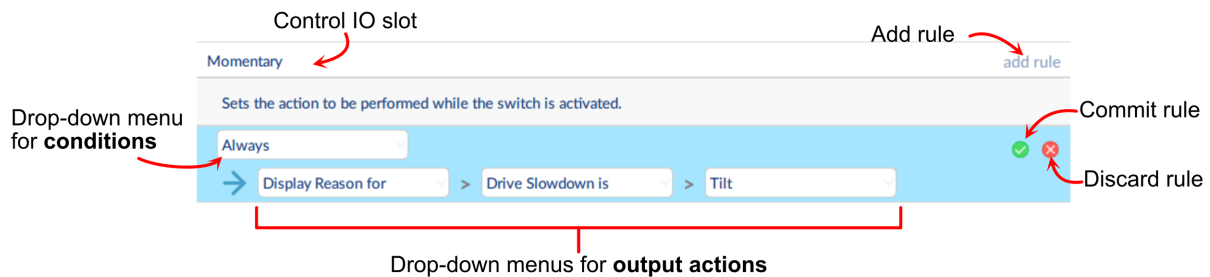 Control IO slot
Add rule
Momentary
add rule
Sets the action to be performed while the switch is activated.
Drop-down menu
for conditions
Commit rule
Always
Display Reason for > Drive Slowdown is > Tilt
Discard rule
Drop-down menus for output actions